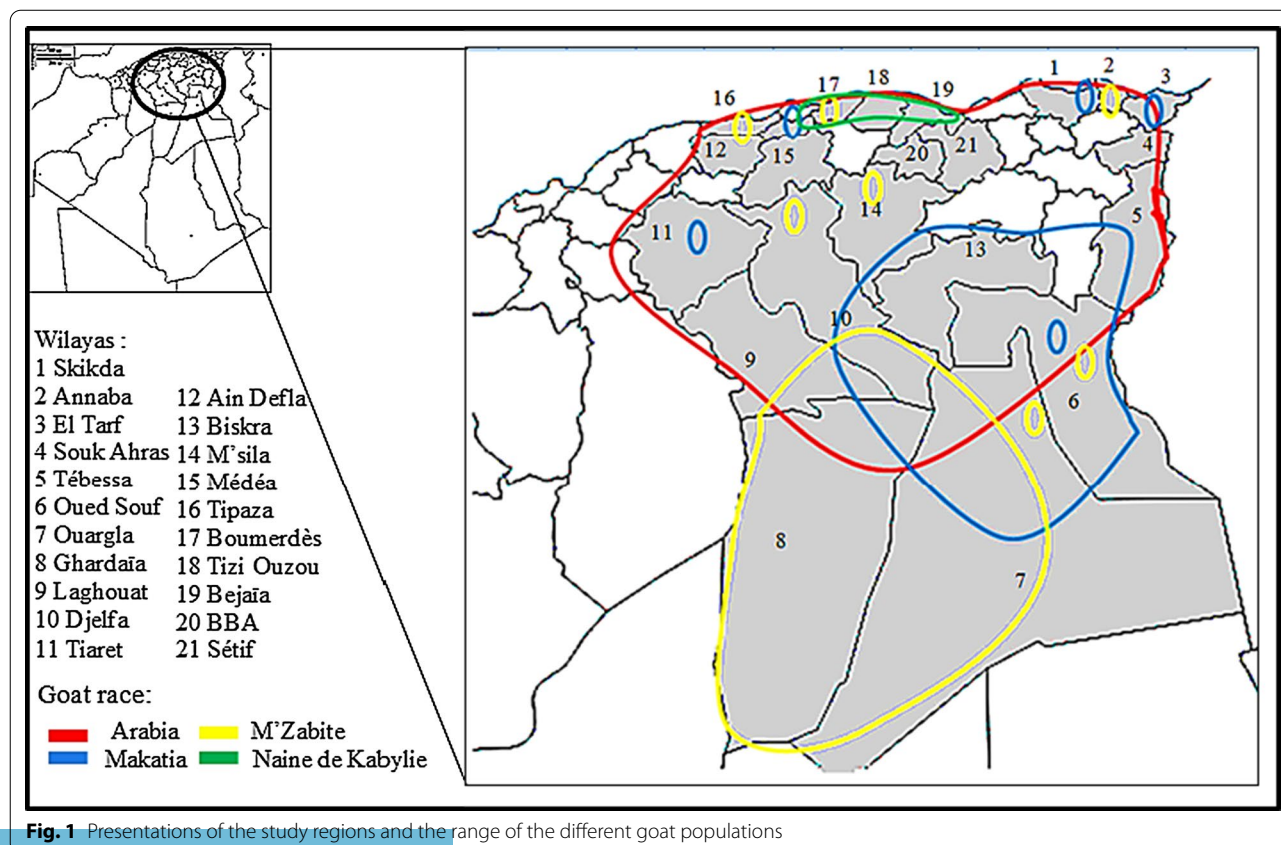 Wilayas :
1 Skikda
2 Annaba
3 El Tarf
4 Souk Ahras
5 Tébessa
6 Oued Souf
7 Ouargla
8 Ghardaïa
9 Laghouat
10 Djelfa
11 Tiaret
12 Ain Defla
13 Biskra
14 M'sila
15 Médéa
16 Tipaza
17 Boumerdès
18 Tizi Ouzou
19 Bejaïa
20 BBA
21 Sétif
Goat race:
Arabia
M'Zabite
Makatia
Naine de Kabylie
1
2
3
18
17
19
16
12
15
20
21
4
14
11
5
13
10
9
6
8
7
Fig. 1 Presentations of the study regions and the range of the different goat populations